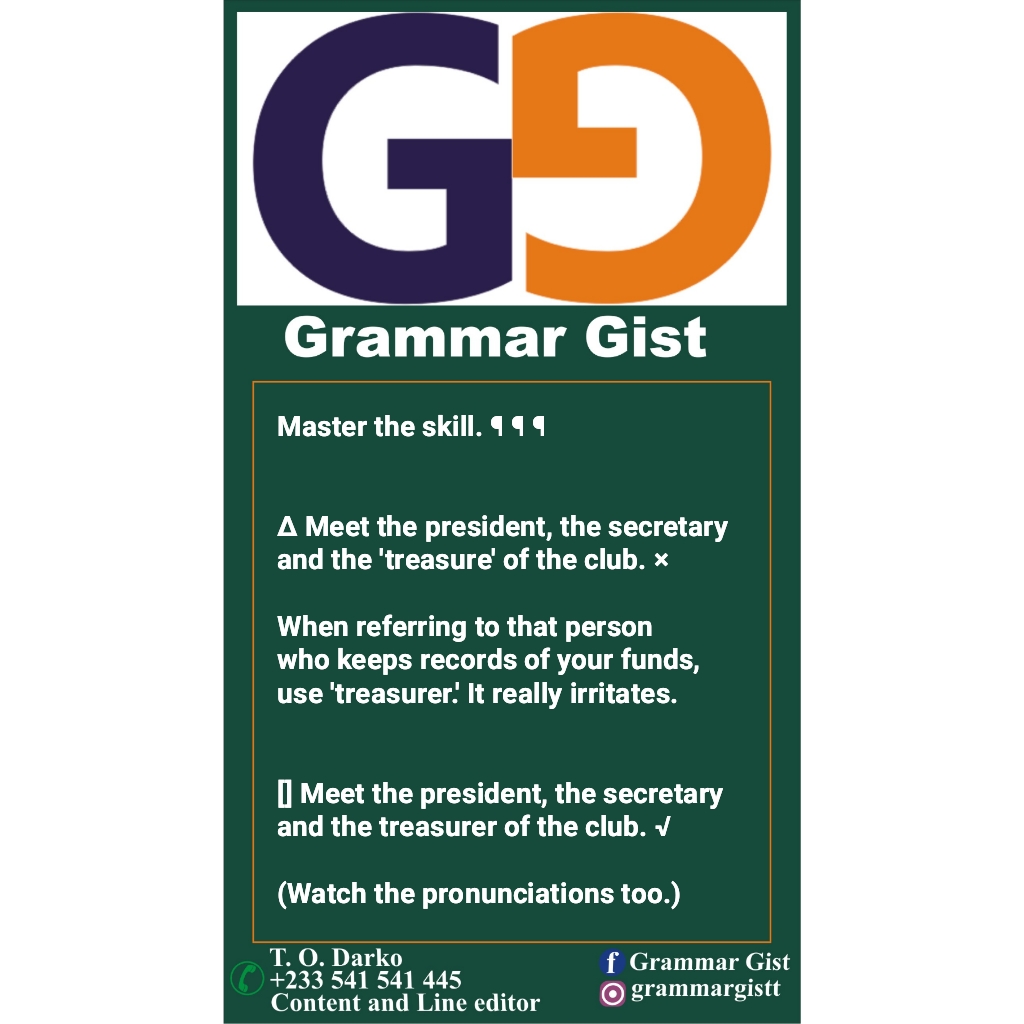 GG
Grammar Gist
Master the skill. ¶ ¶ ¶
Δ Meet the president, the secretary
and the 'treasure' of the club. ×
When referring to that person
who keeps records of your funds,
use 'treasurer.' It really irritates.
[] Meet the president, the secretary
and the treasurer of the club. √
(Watch the pronunciations too.)
T. O. Darko
+233 541 541 445
Content and Line editor
f Grammar Gist
grammargistt